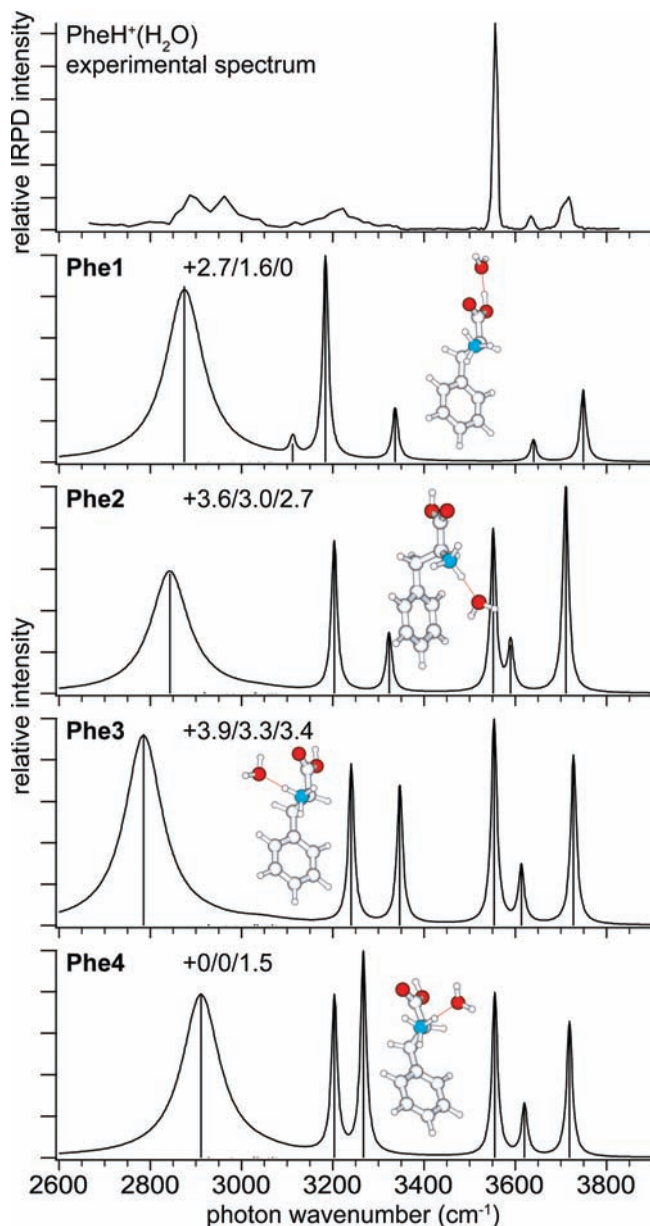 PheH⁺(H₂O)
experimental spectrum
relative IRPD intensity
Phe1 +2.7/1.6/0
Phe2 +3.6/3.0/2.7
relative intensity
Phe3 +3.9/3.3/3.4
Phe4 +0/0/1.5
2600 2800 3000 3200 3400 3600 3800
photon wavenumber (cm⁻¹)